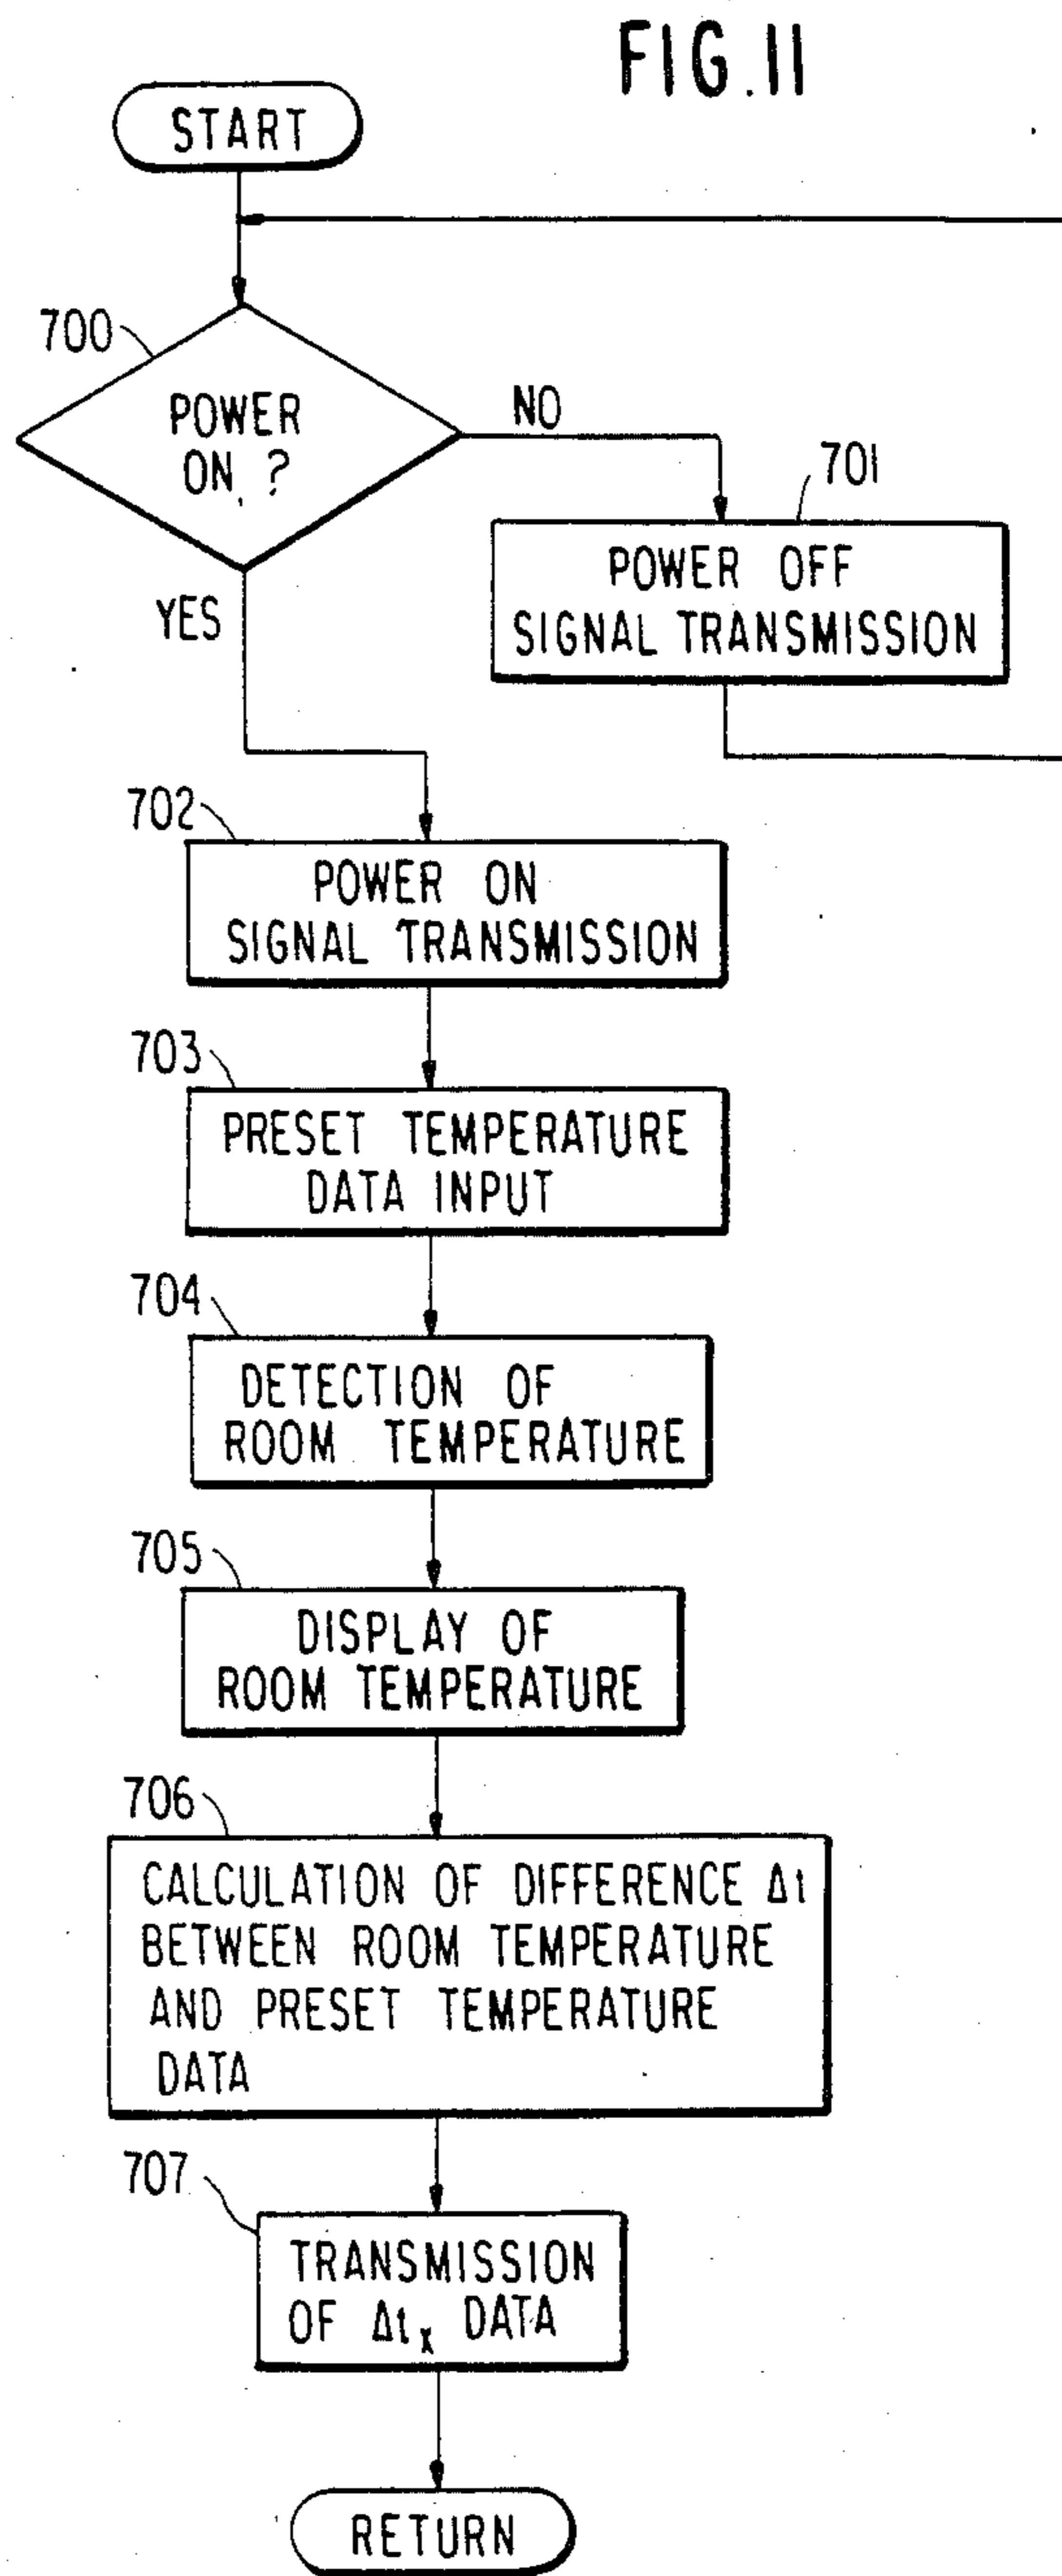 FIG. 11
START
700
POWER
ON ?
NO
YES
701
POWER OFF
SIGNAL TRANSMISSION
702
POWER ON
SIGNAL TRANSMISSION
703
PRESET TEMPERATURE
DATA INPUT
704
DETECTION OF
ROOM TEMPERATURE
705
DISPLAY OF
ROOM TEMPERATURE
706
CALCULATION OF DIFFERENCE Δt
BETWEEN ROOM TEMPERATURE
AND PRESET TEMPERATURE
DATA
707
TRANSMISSION
OF Δtx DATA
RETURN